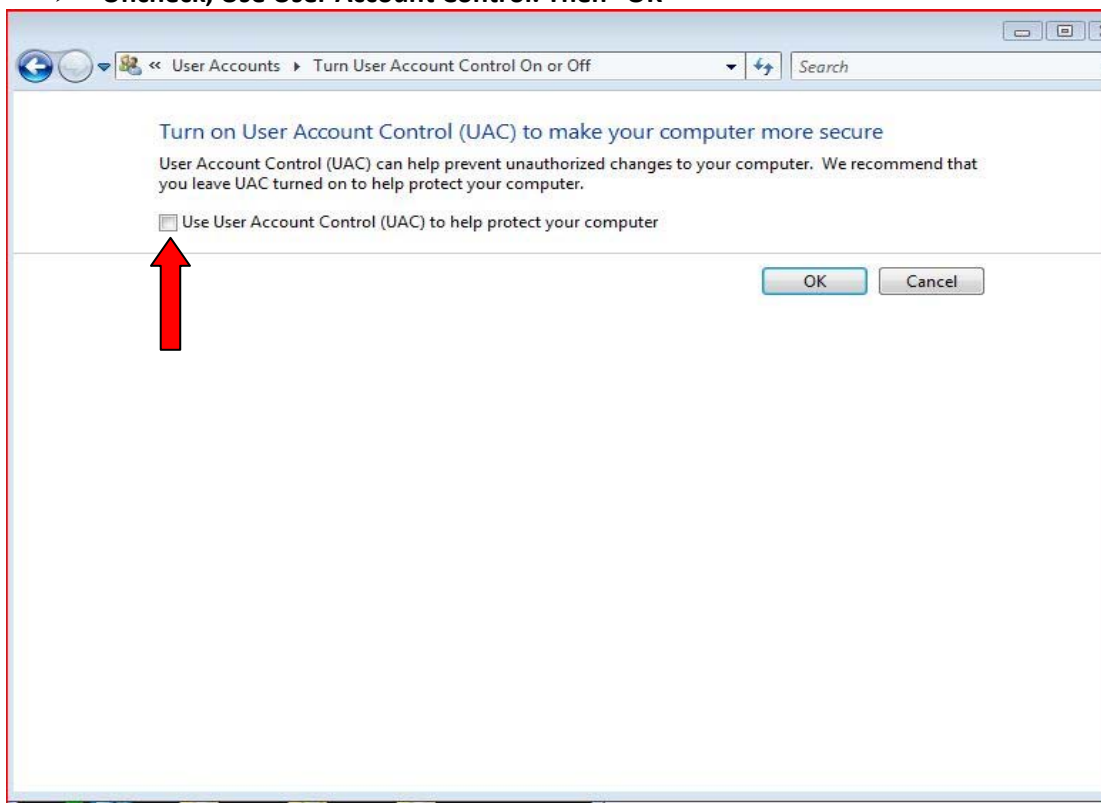 Uncheck, Use User Account Control. Then "OK"
« User Accounts ▸ Turn User Account Control On or Off
Search
Turn on User Account Control (UAC) to make your computer more secure
User Account Control (UAC) can help prevent unauthorized changes to your computer. We recommend that
you leave UAC turned on to help protect your computer.
Use User Account Control (UAC) to help protect your computer
OK
Cancel